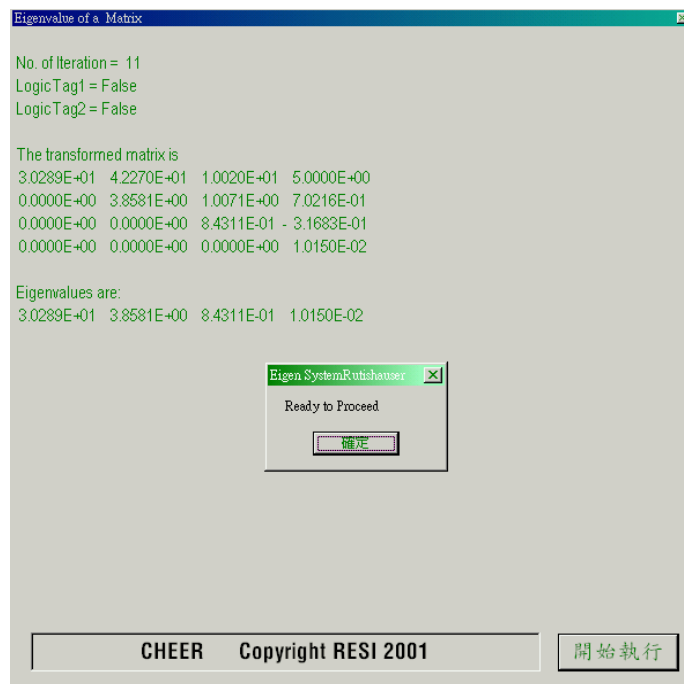 Eigenvalue of a Matrix
No. of Iteration = 11
LogicTag1 = False
LogicTag2 = False
The transformed matrix is
3.0289E+01 4.2270E+01 1.0020E+01 5.0000E+00
0.0000E+00 3.8581E+00 1.0071E+00 7.0216E-01
0.0000E+00 0.0000E+00 8.4311E-01 - 3.1683E-01
0.0000E+00 0.0000E+00 0.0000E+00 1.0150E-02
Eigenvalues are:
3.0289E+01 3.8581E+00 8.4311E-01 1.0150E-02
Eigen SystemRutishauser
Ready to Proceed
確定
CHEER Copyright RESI 2001
開始執行